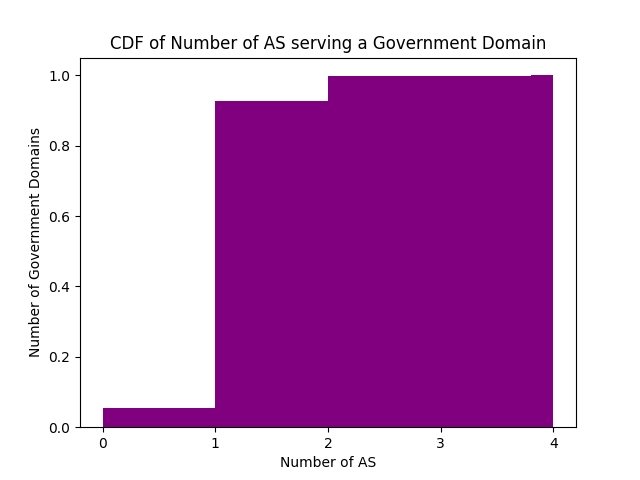 CDF of Number of AS serving a Government Domain
Number of Government Domains
1.0
0.8
0.6
0.4
0.2
0.0
0 1 2 3 4
Number of AS